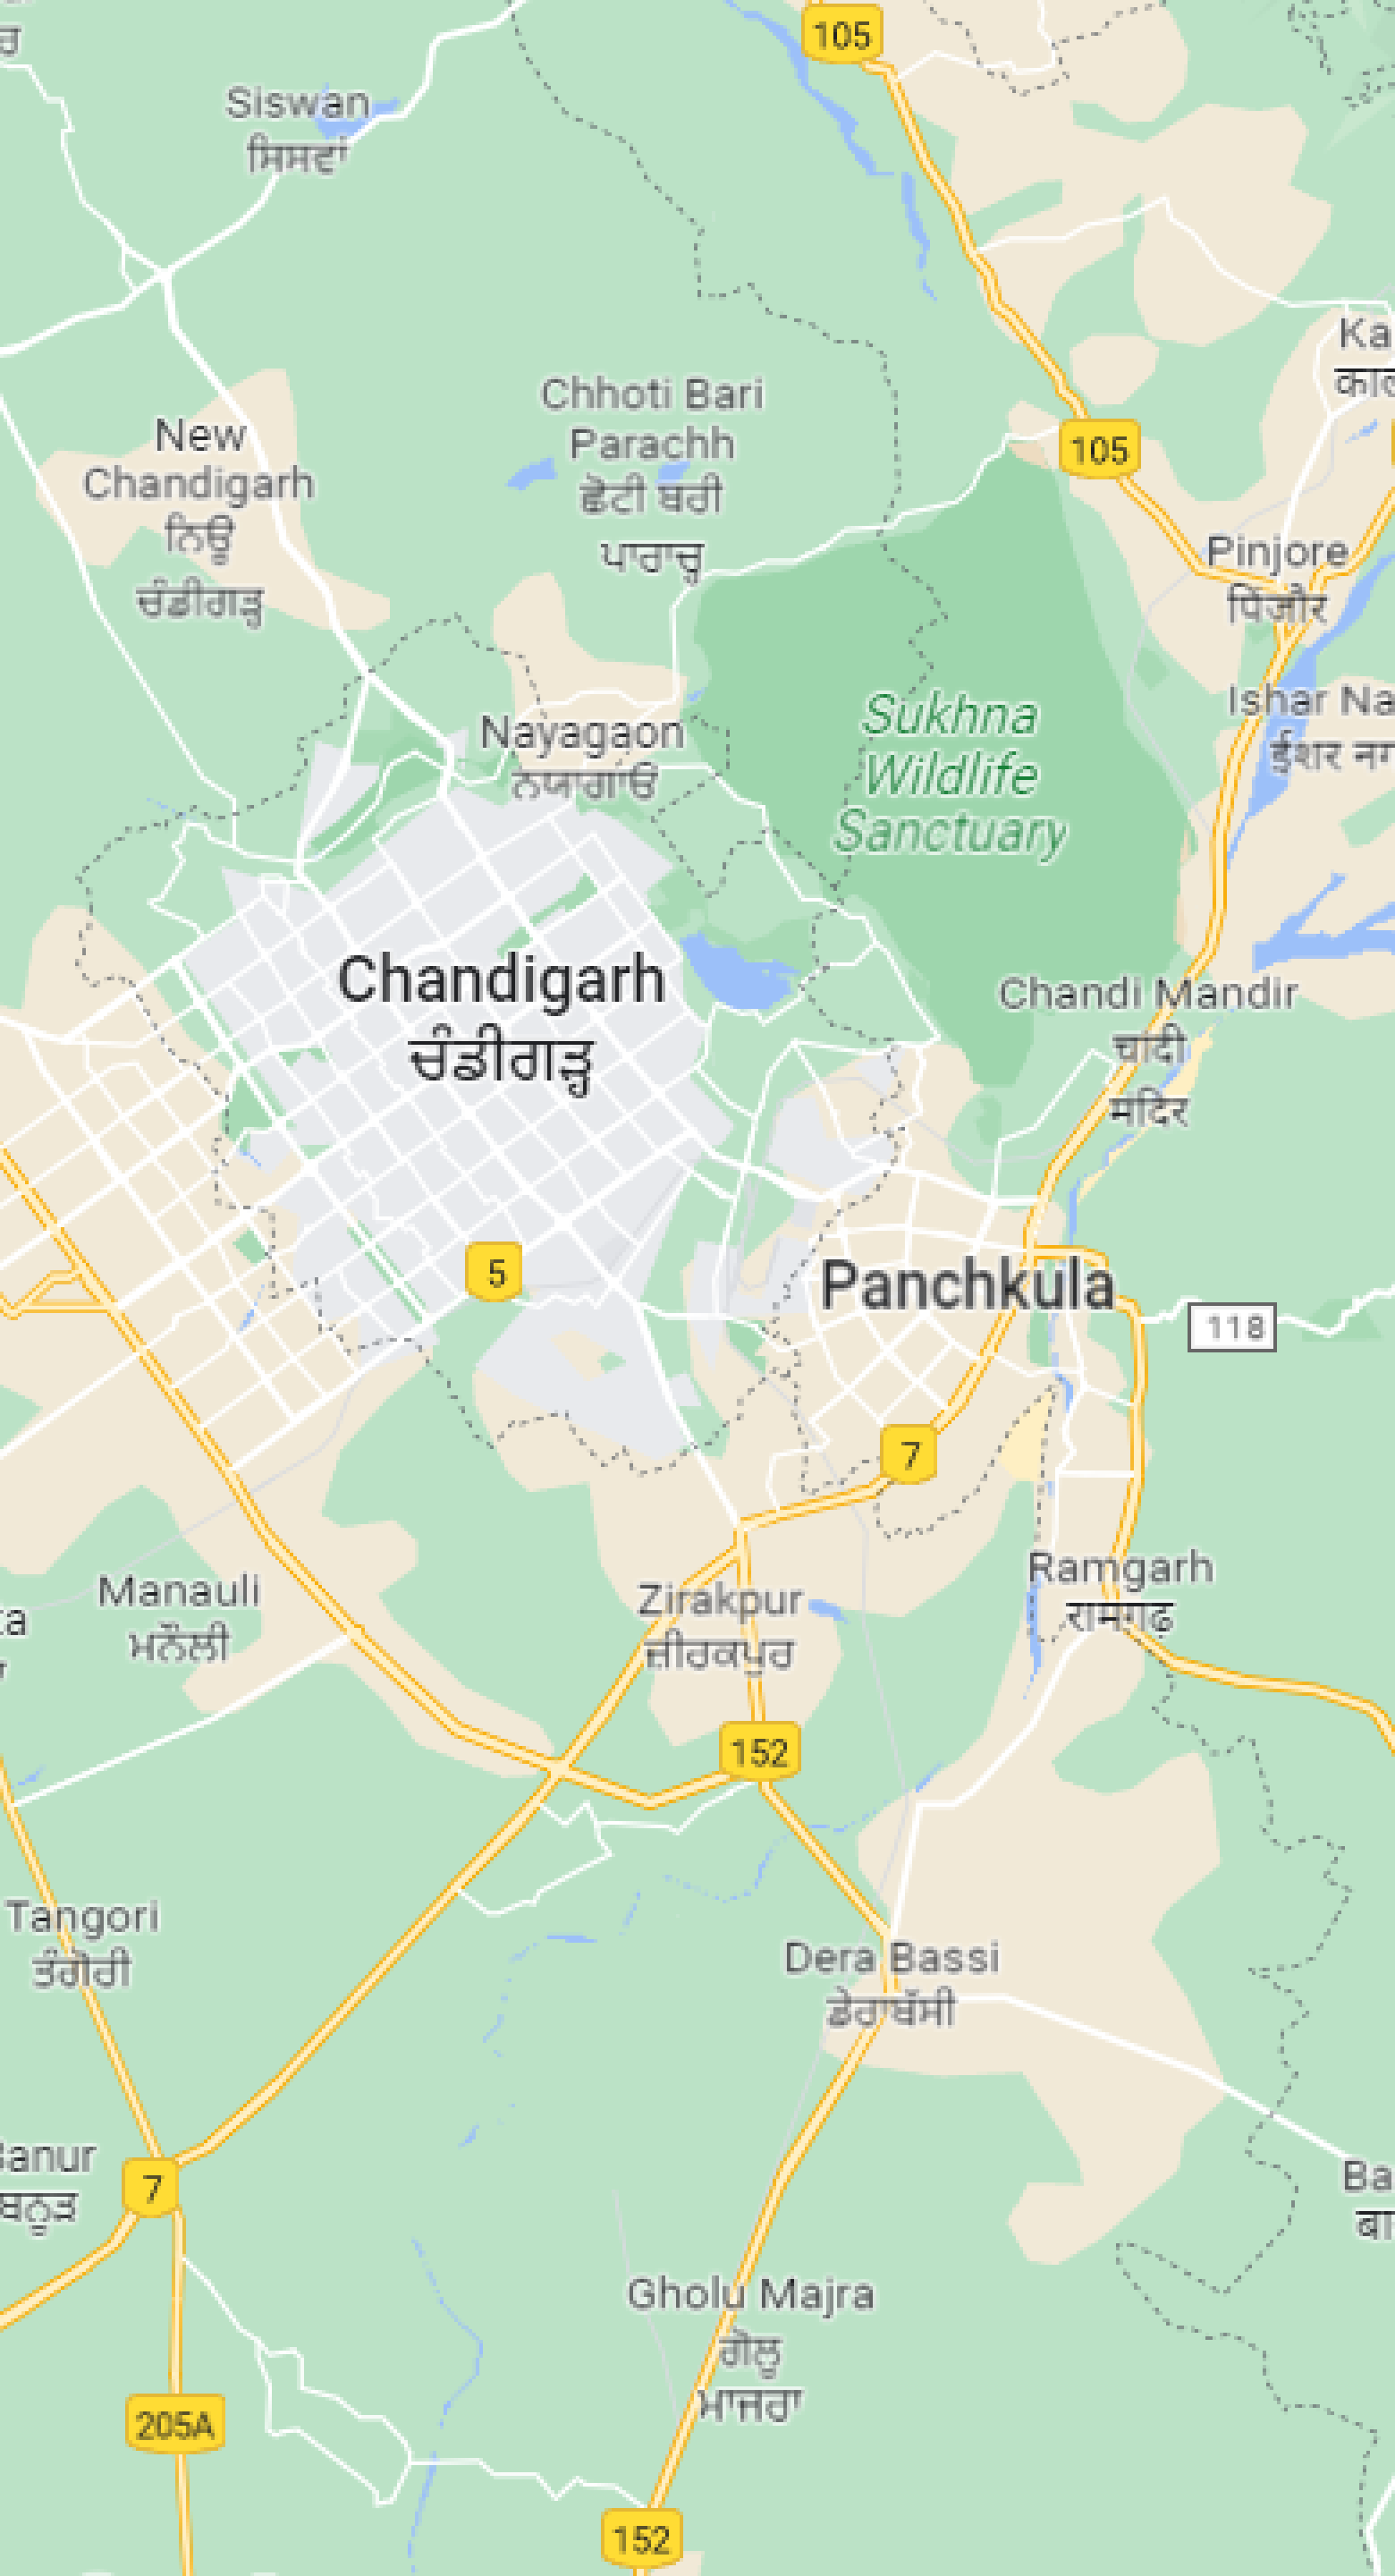 105
Siswan
ਸਿਸਵਾਂ
Chhoti Bari
Parachh
ਛੋਟੀ ਬਰੀ
ਪਾਰਾਚ੍ਹ
New
Chandigarh
ਨਿਊ
ਚੰਡੀਗੜ੍ਹ
105
Pinjore
पिंजौर
Ishar Na
ईशर नग
Nayagaon
ਨਯਾਗਾਓਂ
Sukhna
Wildlife
Sanctuary
Chandigarh
ਚੰਡੀਗੜ੍ਹ
Chandi Mandir
चांदी
मंदिर
5
Panchkula
118
7
Manauli
ਮਨੌਲੀ
Zirakpur
ਜ਼ੀਰਕਪੁਰ
Ramgarh
रामगढ़
152
Tangori
ਤੰਗੋਰੀ
Dera Bassi
ਡੇਰਾਬੱਸੀ
7
anur
ਬਨੂੜ
Ba
बा
Gholu Majra
ਗੋਲੂ
ਮਾਜਰਾ
205A
152